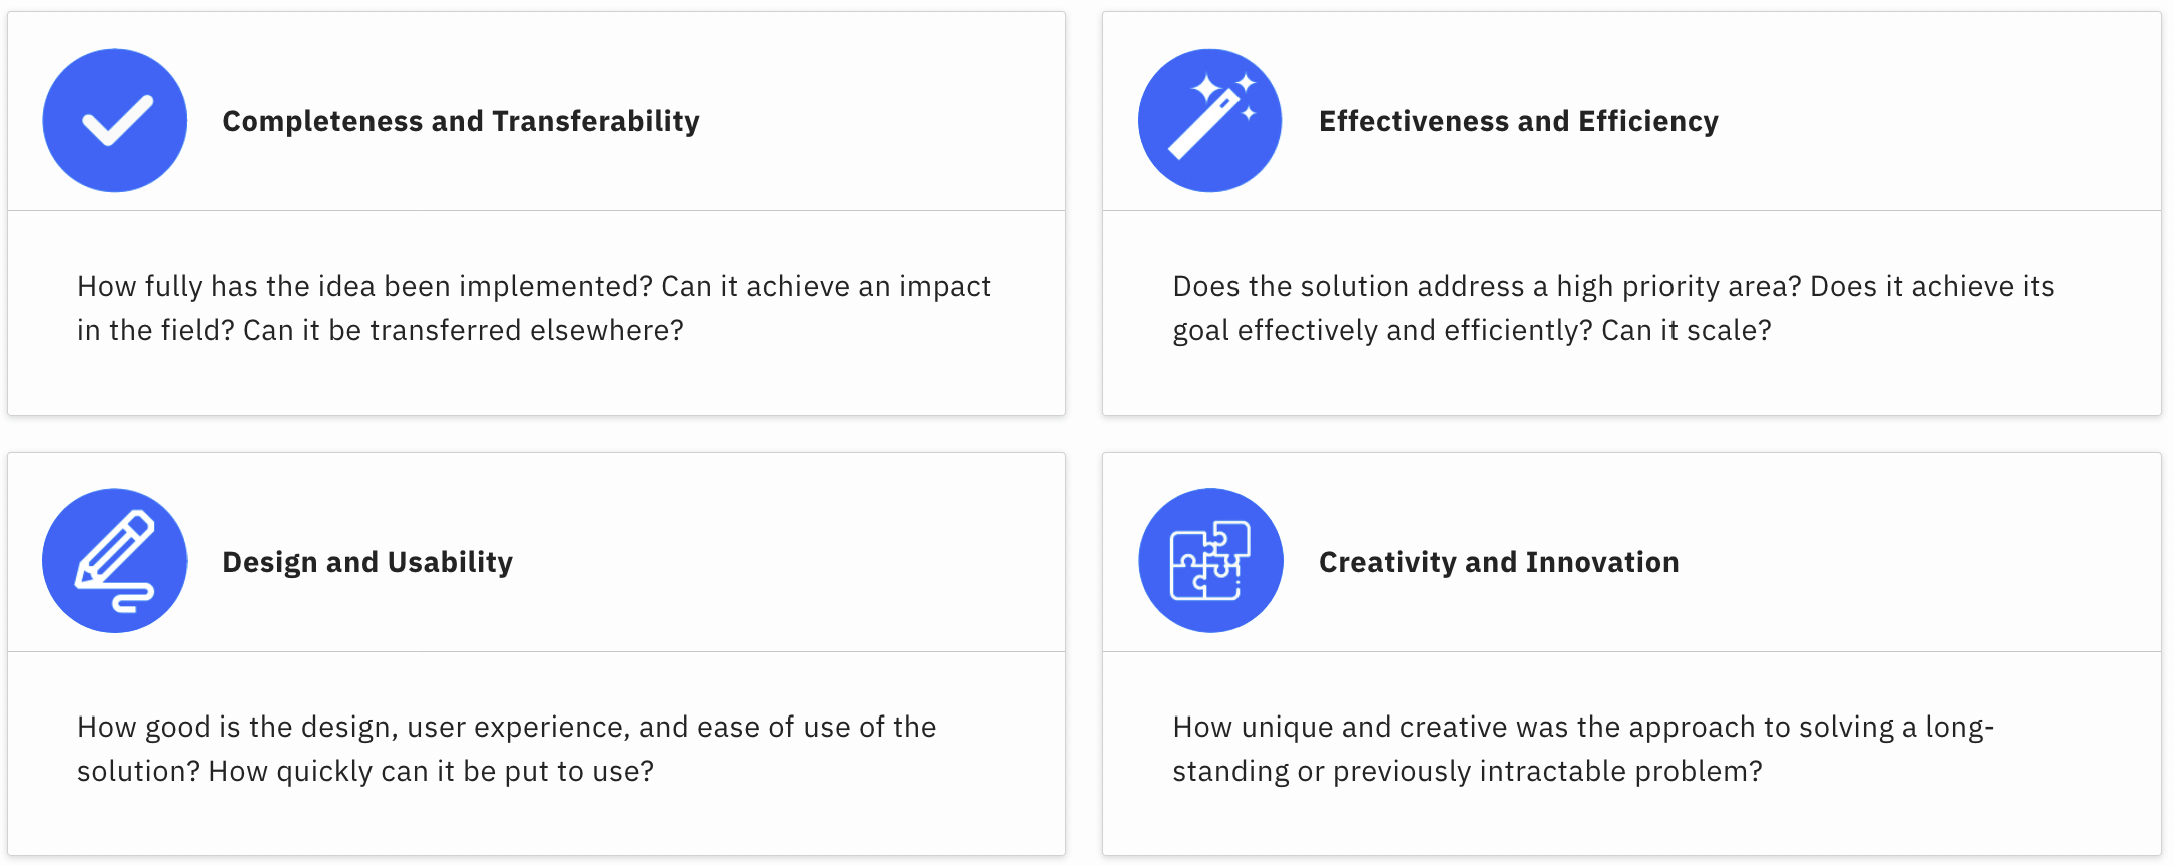 Completeness and Transferability
How fully has the idea been implemented? Can it achieve an impact
in the field? Can it be transferred elsewhere?
Effectiveness and Efficiency
Does the solution address a high priority area? Does it achieve its
goal effectively and efficiently? Can it scale?
Design and Usability
How good is the design, user experience, and ease of use of the
solution? How quickly can it be put to use?
Creativity and Innovation
How unique and creative was the approach to solving a long-
standing or previously intractable problem?